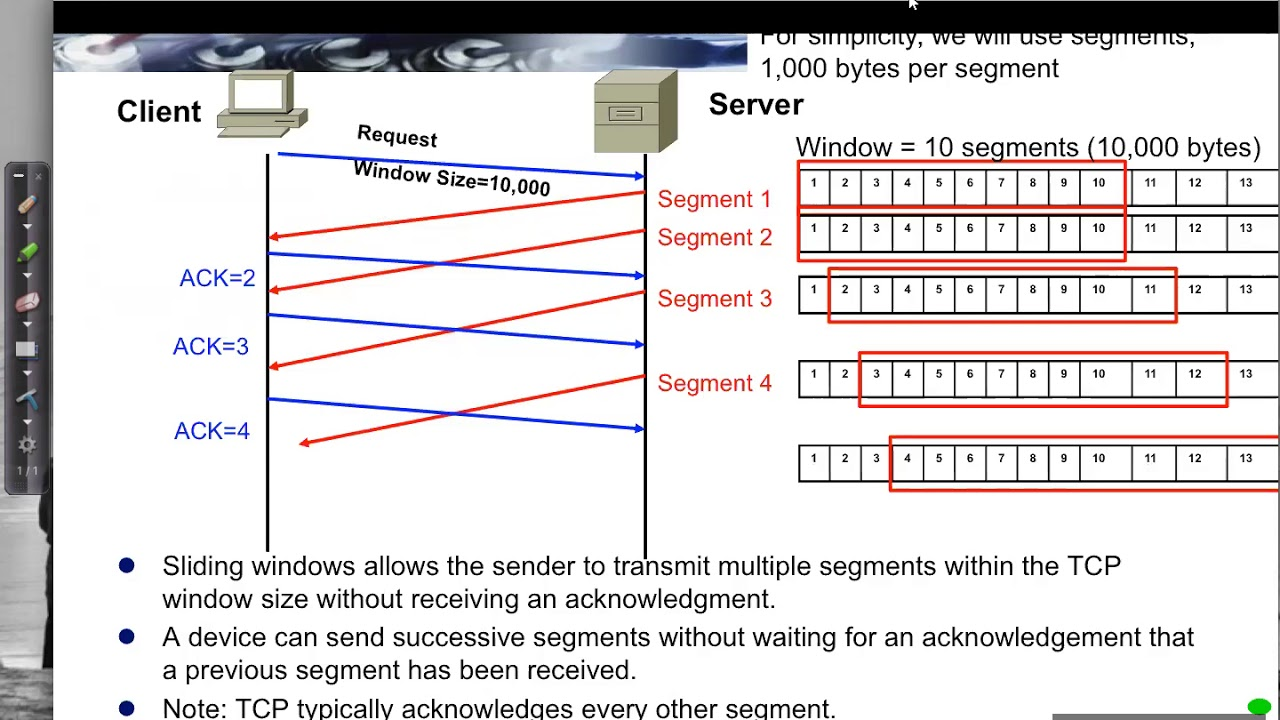 For simplicity, we will use segments,
1,000 bytes per segment
Client
Server
Request
Window Size=10,000
Window = 10 segments (10,000 bytes)
Segment 1
1 2 3 4 5 6 7 8 9 10 11 12 13
Segment 2
1 2 3 4 5 6 7 8 9 10 11 12 13
ACK=2
Segment 3
1 2 3 4 5 6 7 8 9 10 11 12 13
ACK=3
Segment 4
1 2 3 4 5 6 7 8 9 10 11 12 13
ACK=4
1 2 3 4 5 6 7 8 9 10 11 12 13
1/1
Sliding windows allows the sender to transmit multiple segments within the TCP
window size without receiving an acknowledgment.
A device can send successive segments without waiting for an acknowledgement that
a previous segment has been received.
Note: TCP typically acknowledges every other segment.